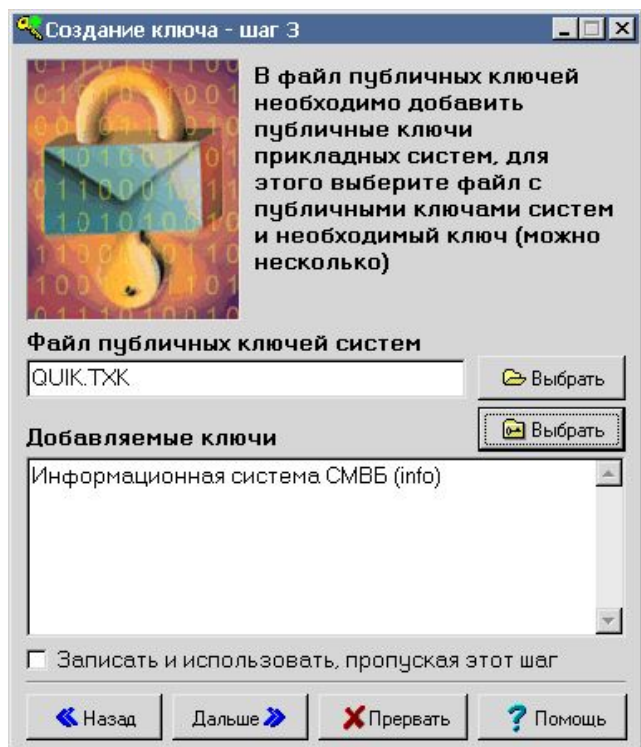 Создание ключа - шаг 3
В файл публичных ключей
необходимо добавить
публичные ключи
прикладных систем, для
этого выберите файл с
публичными ключами систем
и необходимый ключ (можно
несколько)
Файл публичных ключей систем
QUIK.TXK
Выбрать
Добавляемые ключи
Выбрать
Информационная система СМВБ (info)
Записать и использовать, пропуская этот шаг
Назад
Дальше
Прервать
Помощь